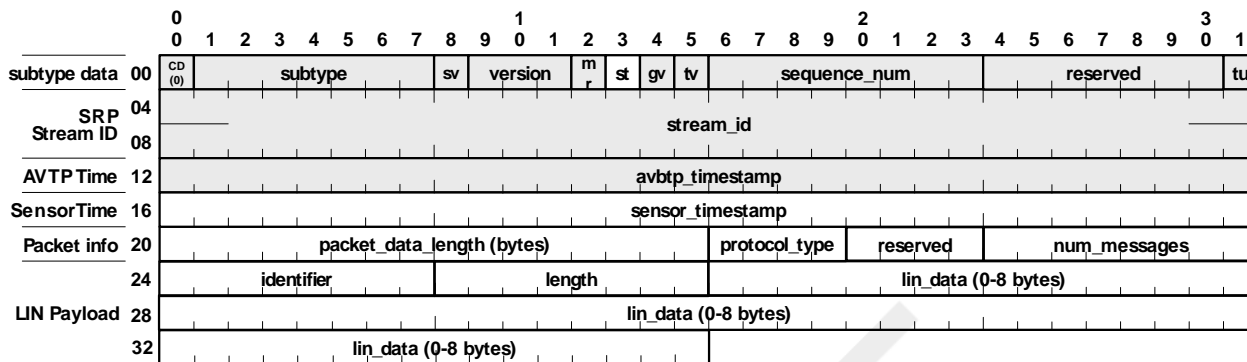 0 1 2 3
0 1 2 3 4 5 6 7 8 9 0 1 2 3 4 5 6 7 8 9 0 1 2 3 4 5 6 7 8 9 0 1
subtype data 00 CD (0) subtype sv version mr st gv tv sequence_num reserved tu
SRP Stream ID 04 08 stream_id
AVTP Time 12 avbtp_timestamp
SensorTime 16 sensor_timestamp
Packet info 20 packet_data_length (bytes) protocol_type reserved num_messages
24 identifier length lin_data (0-8 bytes)
LIN Payload 28 lin_data (0-8 bytes)
32 lin_data (0-8 bytes)